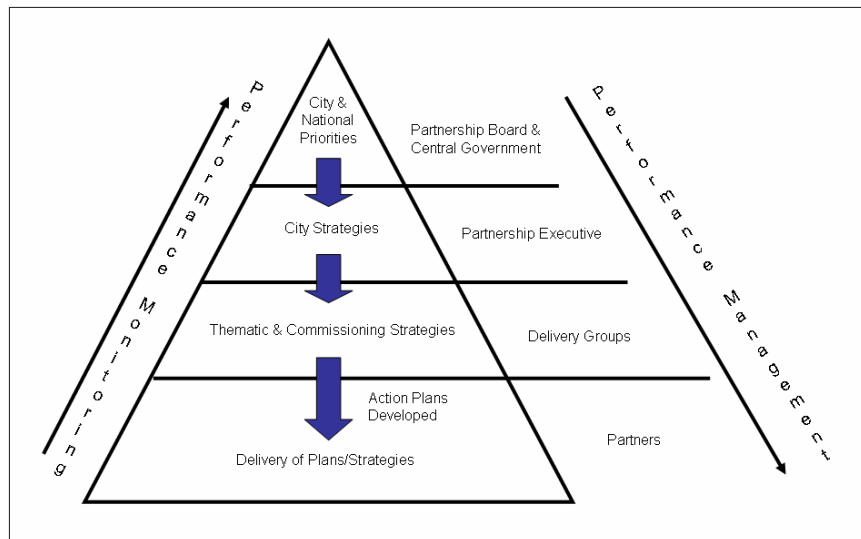 City &
National
Priorities
Partnership Board &
Central Government
City Strategies
Partnership Executive
Thematic & Commissioning Strategies
Delivery Groups
Action Plans
Developed
Delivery of Plans/Strategies
Partners
Performance Monitoring
Performance Management